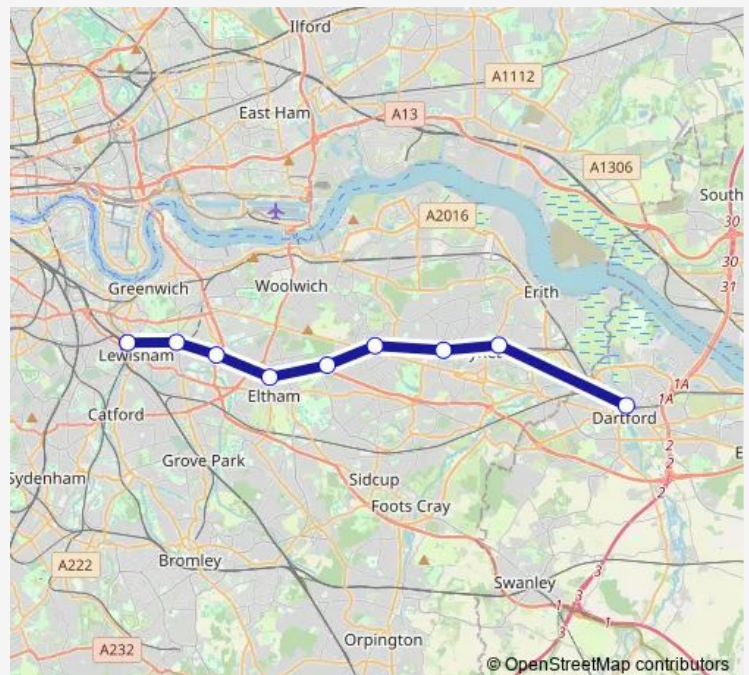 Ilford
A1112
East Ham
A13
A1306
South
A2016
30
30
31
Greenwich
Woolwich
Erith
Lewisham
Eltham
1A
1A
Dartford
Catford
2
2
2
Grove Park
Sydenham
Sidcup
Foots Cray
E
Bromley
A222
Swanley
3
3
3
1
1
Orpington
A232
© OpenStreetMap contributors